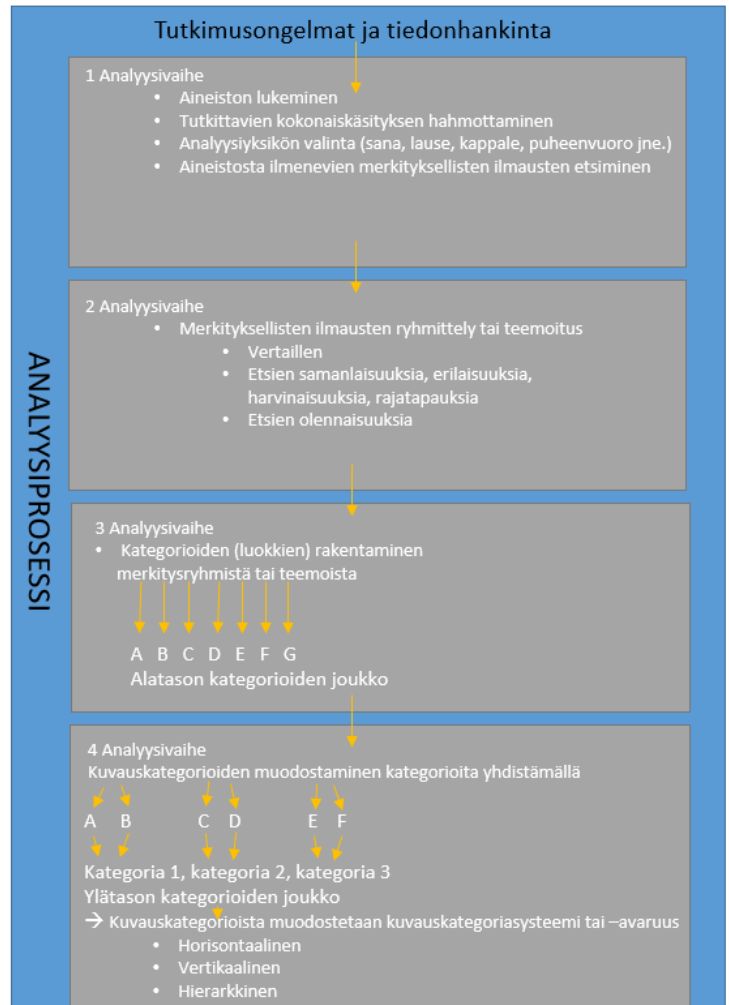 Tutkimusongelmat ja tiedonhankinta
ANALYYSIPROSESSI
1 Analyysivaihe
• Aineiston lukeminen
• Tutkittavien kokonaiskäsityksen hahmottaminen
• Analyysiyksikön valinta (sana, lause, kappale, puheenvuoro jne.)
• Aineistosta ilmenevien merkityksellisten ilmausten etsiminen
2 Analyysivaihe
• Merkityksellisten ilmausten ryhmittely tai teemoitus
• Vertaillen
• Etsien samanlaisuuksia, erilaisuuksia,
harvinaisuuksia, rajatapauksia
• Etsien olennaisuuksia
3 Analyysivaihe
• Kategorioiden (luokkien) rakentaminen
merkitysryhmistä tai teemoista
A B C D E F G
Alatason kategorioiden joukko
4 Analyysivaihe
Kuvauskategorioiden muodostaminen kategorioita yhdistämällä
A B C D E F
Kategoria 1, kategoria 2, kategoria 3
Ylätason kategorioiden joukko
→ Kuvauskategorioista muodostetaan kuvauskategoriasysteemi tai –avaruus
• Horisontaalinen
• Vertikaalinen
• Hierarkkinen